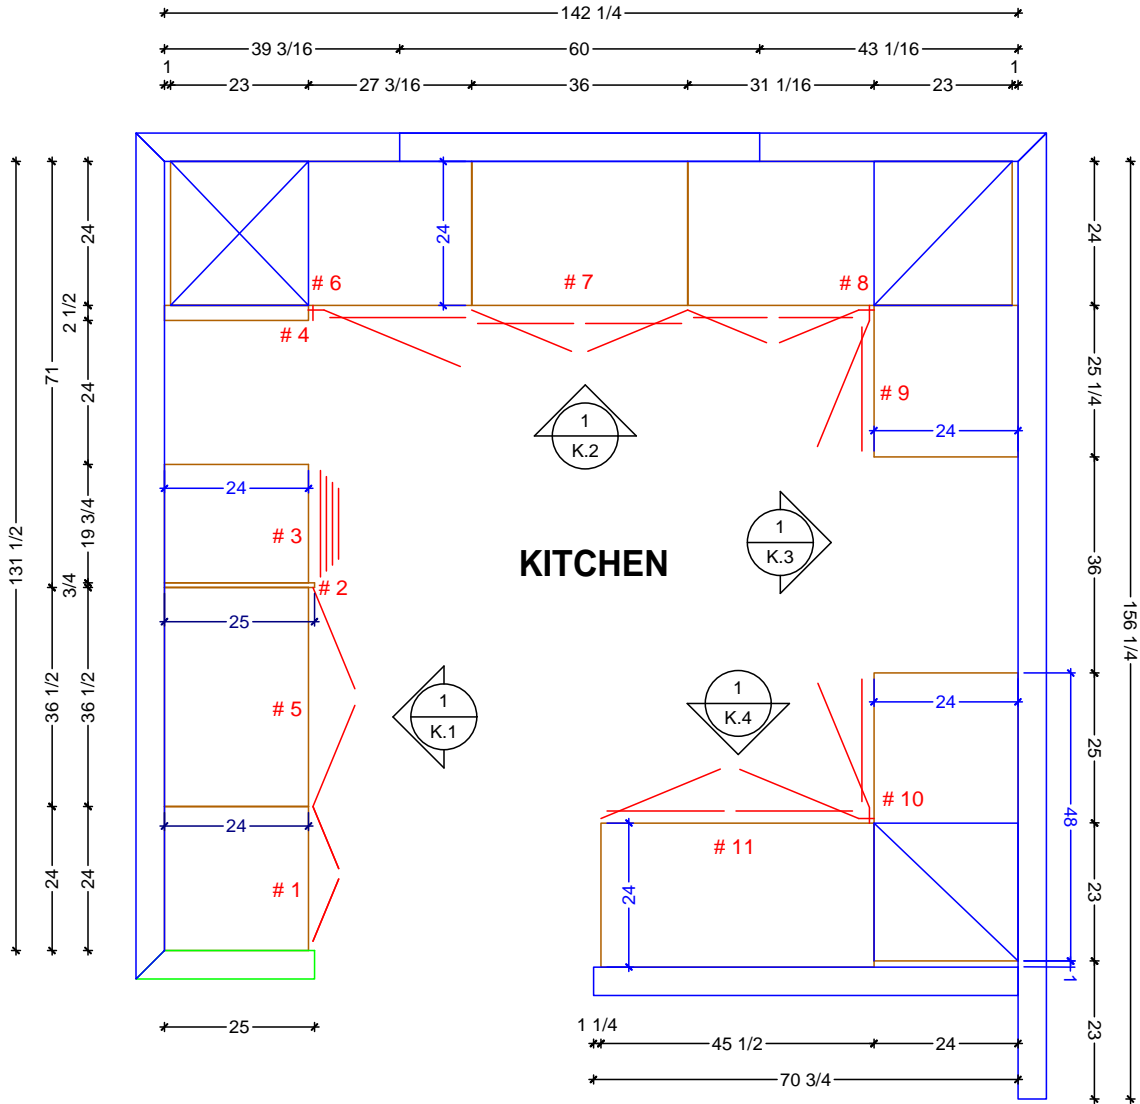 142 1/4
39 3/16 60 43 1/16
1 1
23 27 3/16 36 31 1/16 23
24 24 24
# 6 # 7 # 8
2 1/2
# 4
71 24 25 1/4
# 9
1
K.2
24
24 19 3/4
# 3
131 1/2
1
K.3
KITCHEN
36
3/4
# 2
25
156 1/4
36 1/2 36 1/2
# 5
1
K.1
1
K.4
24
25
# 10
48
24
# 11
24 24
# 1
24
23
1
25
1 1/4
45 1/2 24
23
70 3/4